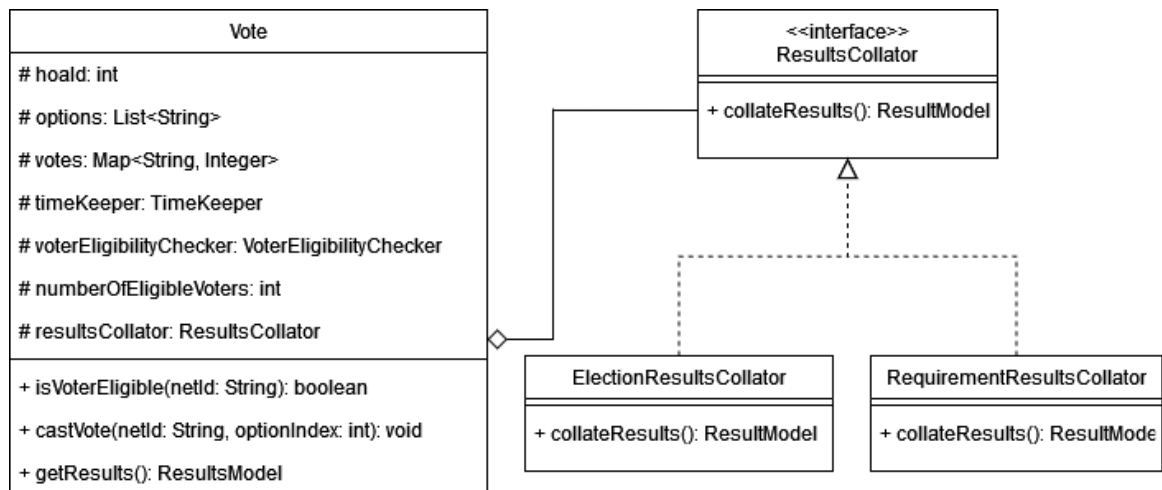 Vote
# hoaId: int
# options: List<String>
# votes: Map<String, Integer>
# timeKeeper: TimeKeeper
# voterEligibilityChecker: VoterEligibilityChecker
# numberOfEligibleVoters: int
# resultsCollator: ResultsCollator
+ isVoterEligible(netId: String): boolean
+ castVote(netId: String, optionIndex: int): void
+ getResults(): ResultsModel
<<interface>>
ResultsCollator
+ collateResults(): ResultModel
ElectionResultsCollator
+ collateResults(): ResultModel
RequirementResultsCollator
+ collateResults(): ResultMode